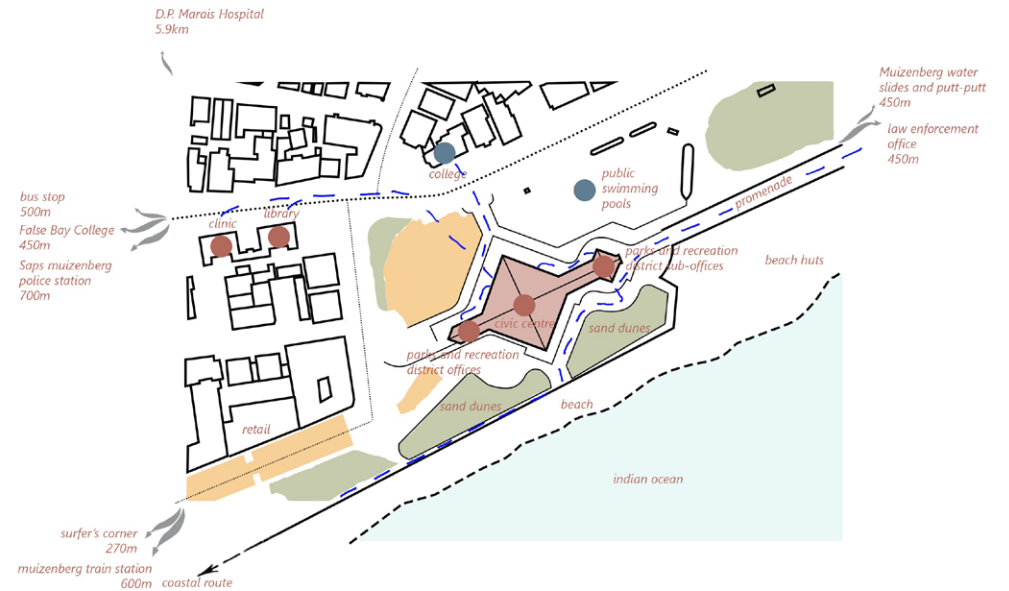 D.P. Marais Hospital
5.9km
Muizenberg water
slides and putt-putt
450m
law enforcement
office
450m
college
public
swimming
pools
promenade
bus stop
500m
False Bay College
450m
Saps muizenberg
police station
700m
clinic
library
parks and recreation
district sub-offices
beach huts
civic centre
sand dunes
parks and recreation
district offices
sand dunes
beach
retail
indian ocean
surfer's corner
270m
muizenberg train station
600m
coastal route